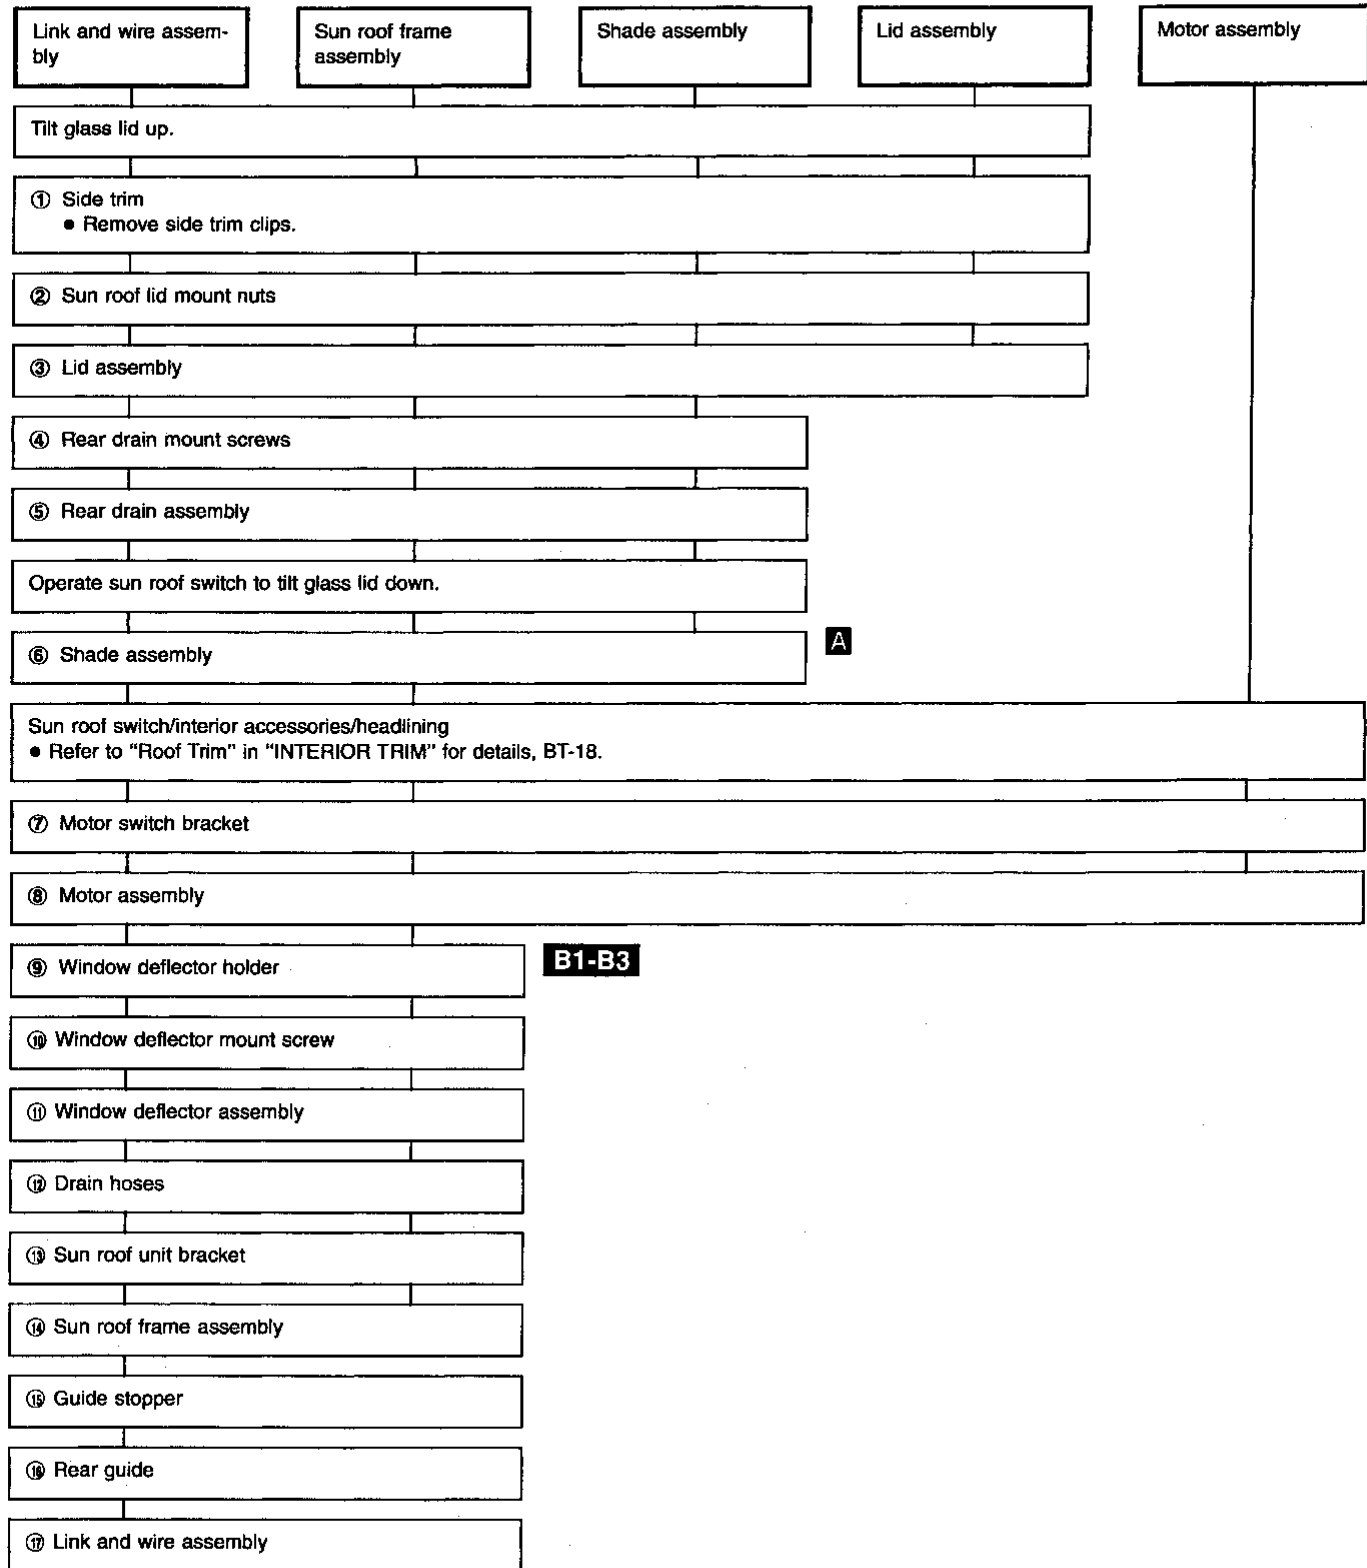 Link and wire assem-
bly
Sun roof frame
assembly
Shade assembly
Lid assembly
Motor assembly
Tilt glass lid up.
① Side trim
● Remove side trim clips.
② Sun roof lid mount nuts
③ Lid assembly
④ Rear drain mount screws
⑤ Rear drain assembly
Operate sun roof switch to tilt glass lid down.
⑥ Shade assembly
A
Sun roof switch/interior accessories/headlining
● Refer to “Roof Trim” in “INTERIOR TRIM” for details, BT-18.
⑦ Motor switch bracket
⑧ Motor assembly
⑨ Window deflector holder
B1-B3
⑩ Window deflector mount screw
⑪ Window deflector assembly
⑫ Drain hoses
⑬ Sun roof unit bracket
⑭ Sun roof frame assembly
⑮ Guide stopper
⑯ Rear guide
⑰ Link and wire assembly